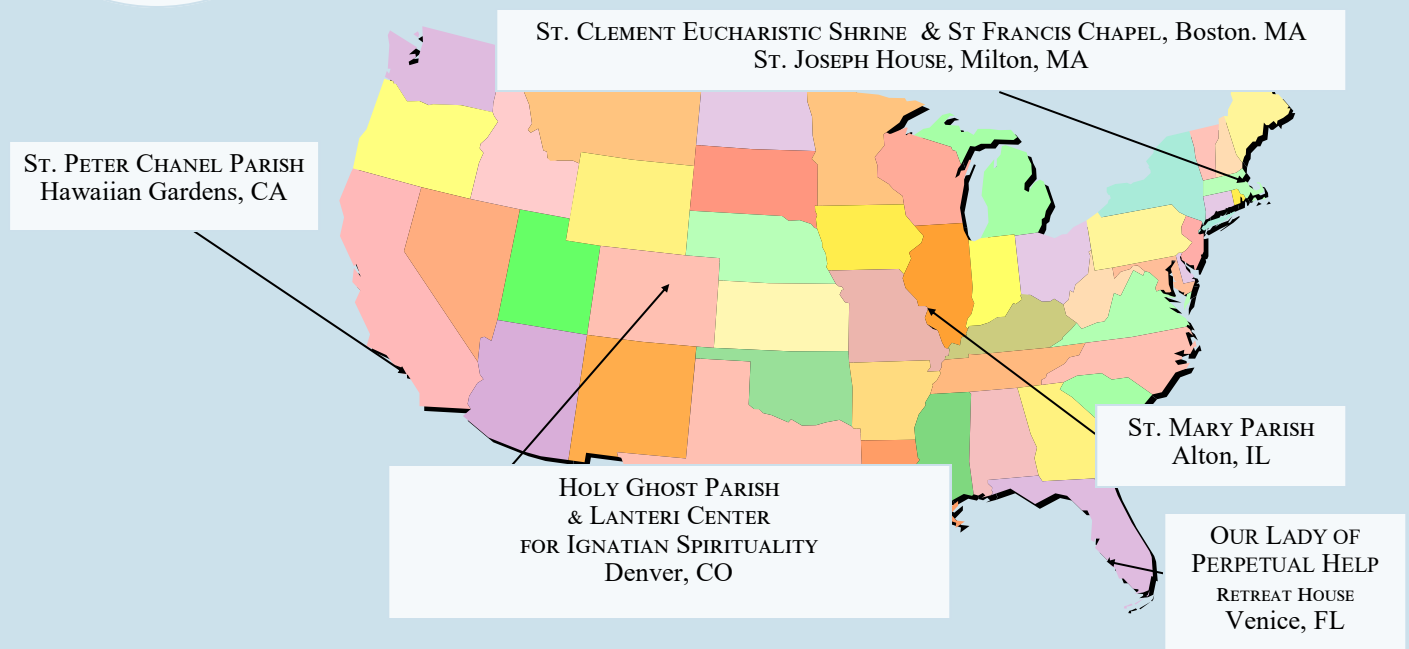 St. Clement Eucharistic Shrine & St Francis Chapel, Boston. MA
St. Joseph House, Milton, MA
St. Peter Chanel Parish
Hawaiian Gardens, CA
St. Mary Parish
Alton, IL
Holy Ghost Parish
& Lanteri Center
for Ignatian Spirituality
Denver, CO
Our Lady of
Perpetual Help
Retreat House
Venice, FL